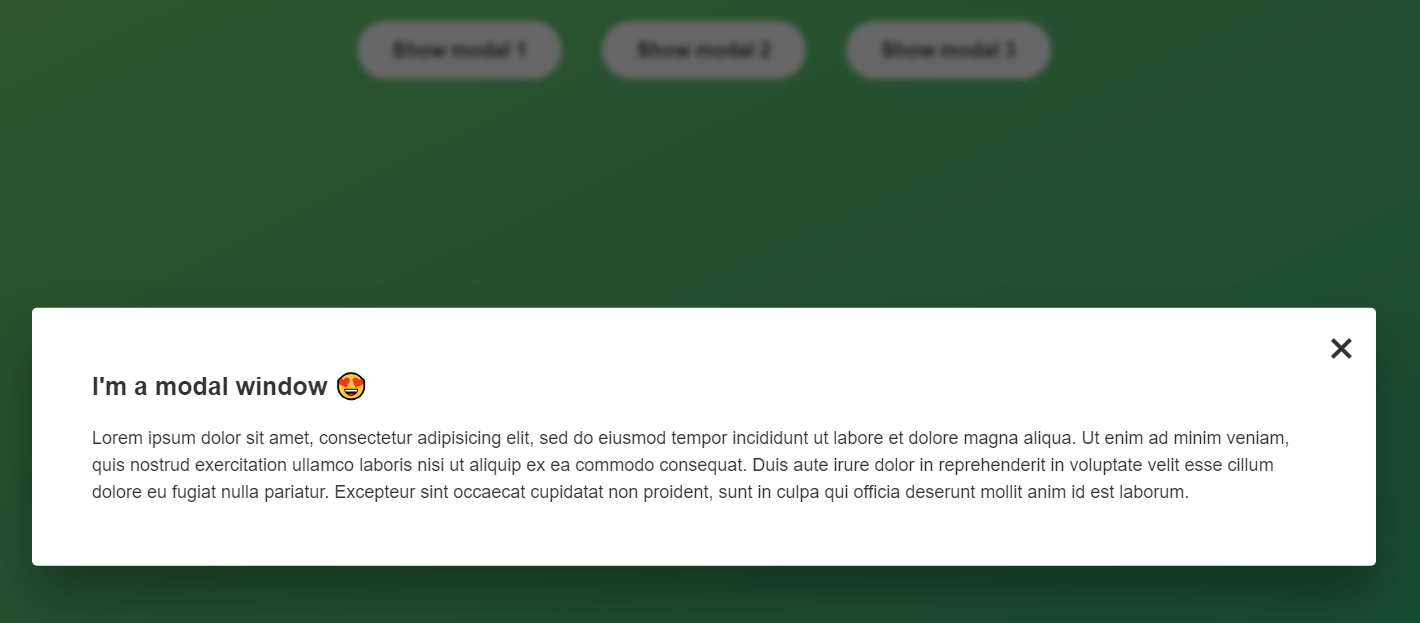 Show modal 1 Show modal 2 Show modal 3
I'm a modal window 😍
Lorem ipsum dolor sit amet, consectetur adipisicing elit, sed do eiusmod tempor incididunt ut labore et dolore magna aliqua. Ut enim ad minim veniam,
quis nostrud exercitation ullamco laboris nisi ut aliquip ex ea commodo consequat. Duis aute irure dolor in reprehenderit in voluptate velit esse cillum
dolore eu fugiat nulla pariatur. Excepteur sint occaecat cupidatat non proident, sunt in culpa qui officia deserunt mollit anim id est laborum.